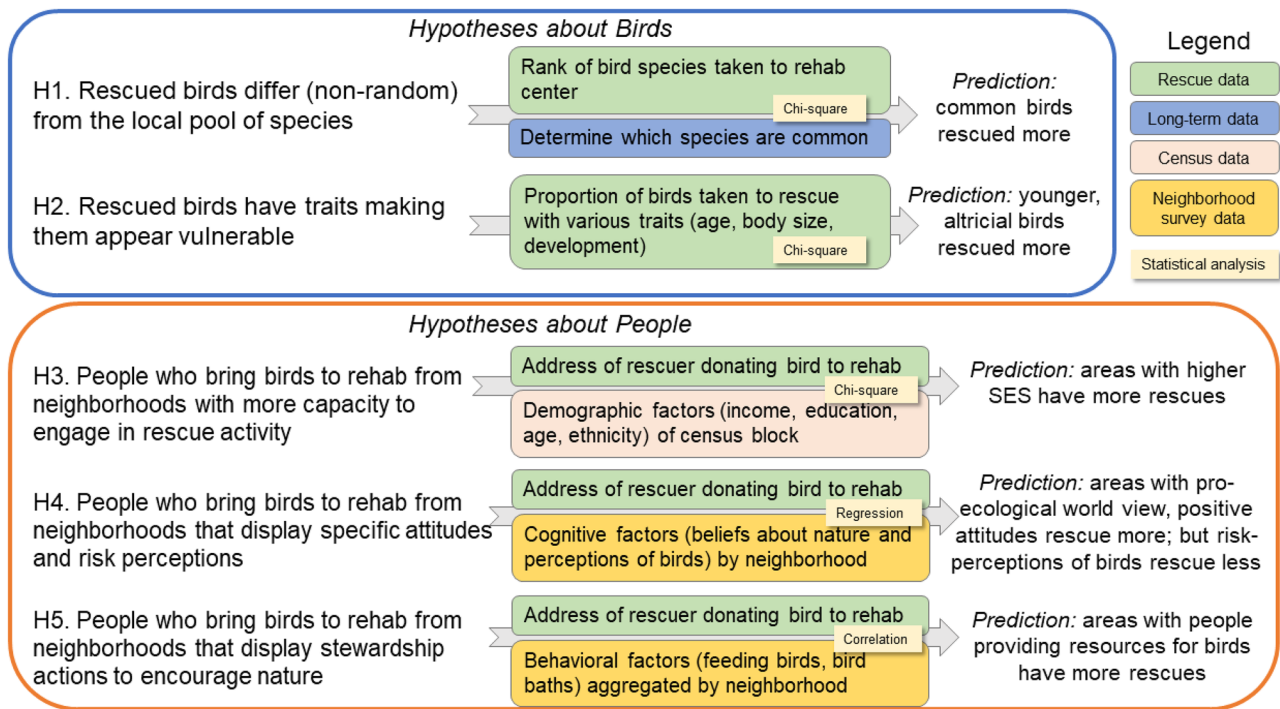 Hypotheses about Birds
H1. Rescued birds differ (non-random)
from the local pool of species
Rank of bird species taken to rehab
center
Chi-square
Determine which species are common
Prediction:
common birds
rescued more
H2. Rescued birds have traits making
them appear vulnerable
Proportion of birds taken to rescue
with various traits (age, body size,
development)
Chi-square
Prediction: younger,
altricial birds
rescued more
Legend
Rescue data
Long-term data
Census data
Neighborhood
survey data
Statistical analysis
Hypotheses about People
H3. People who bring birds to rehab from
neighborhoods with more capacity to
engage in rescue activity
Address of rescuer donating bird to rehab
Chi-square
Demographic factors (income, education,
age, ethnicity) of census block
Prediction: areas with higher
SES have more rescues
H4. People who bring birds to rehab from
neighborhoods that display specific attitudes
and risk perceptions
Address of rescuer donating bird to rehab
Regression
Cognitive factors (beliefs about nature and
perceptions of birds) by neighborhood
Prediction: areas with pro-
ecological world view, positive
attitudes rescue more; but risk-
perceptions of birds rescue less
H5. People who bring birds to rehab from
neighborhoods that display stewardship
actions to encourage nature
Address of rescuer donating bird to rehab
Correlation
Behavioral factors (feeding birds, bird
baths) aggregated by neighborhood
Prediction: areas with people
providing resources for birds
have more rescues